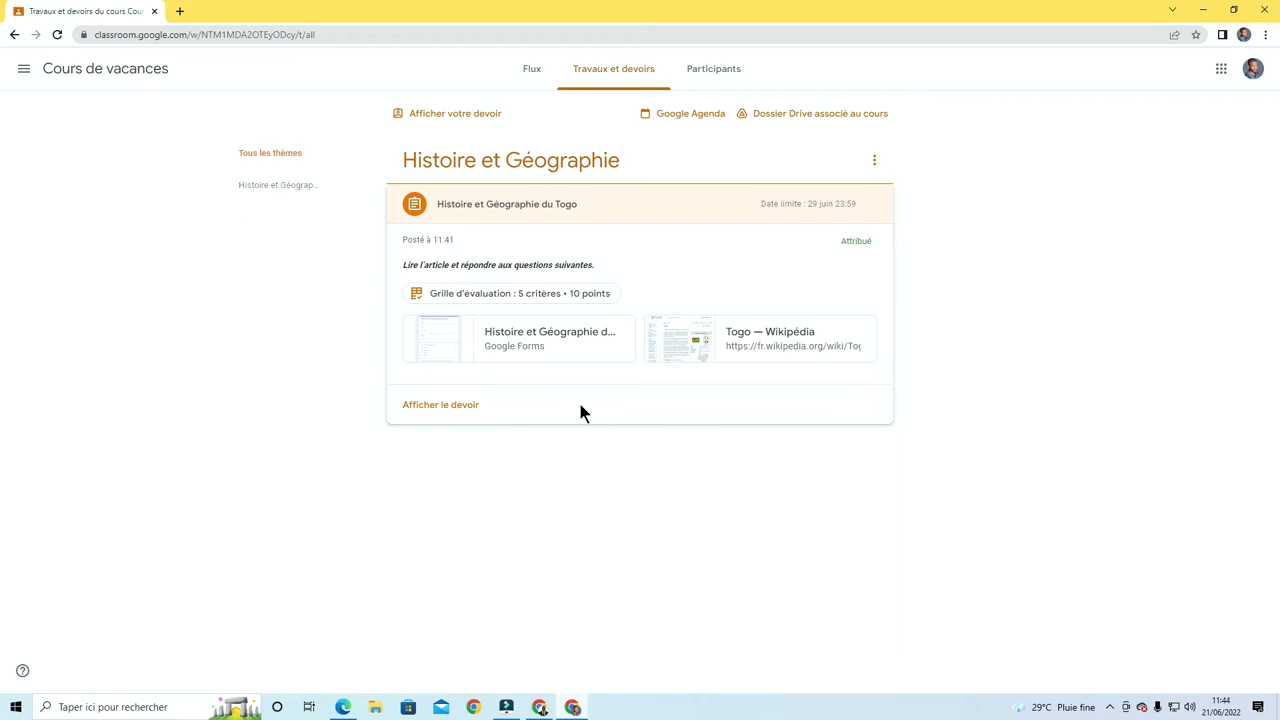 Travaux et devoirs du cours Cour
classroom.google.com/w/NTM1MDA2OTEyODcy/t/all
Cours de vacances
Flux
Travaux et devoirs
Participants
Afficher votre devoir
Google Agenda
Dossier Drive associé au cours
Tous les thèmes
Histoire et Géograp...
Histoire et Géographie
Histoire et Géographie du Togo
Date limite : 29 juin 23:59
Posté à 11:41
Attribué
Lire l'article et répondre aux questions suivantes.
Grille d'évaluation : 5 critères • 10 points
Histoire et Géographie d...
Google Forms
Togo — Wikipédia
https://fr.wikipedia.org/wiki/Tog
Afficher le devoir
Taper ici pour rechercher
29°C Pluie fine
11:44
21/06/2022